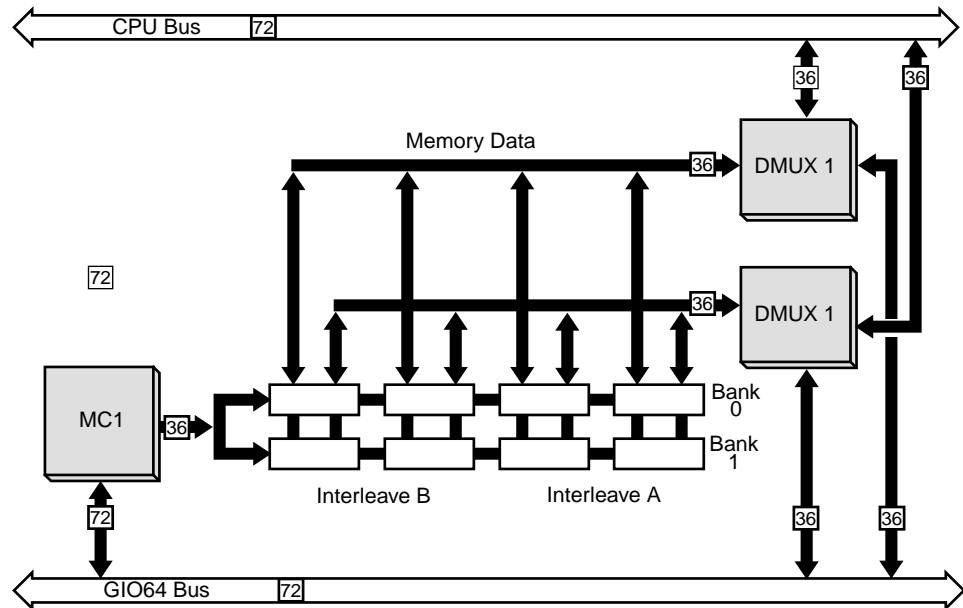 CPU Bus 72
36 36
Memory Data
36 DMUX 1
72
36 DMUX 1
MC1
36
Bank
0
Bank
1
Interleave B Interleave A
72 36 36
GIO64 Bus 72